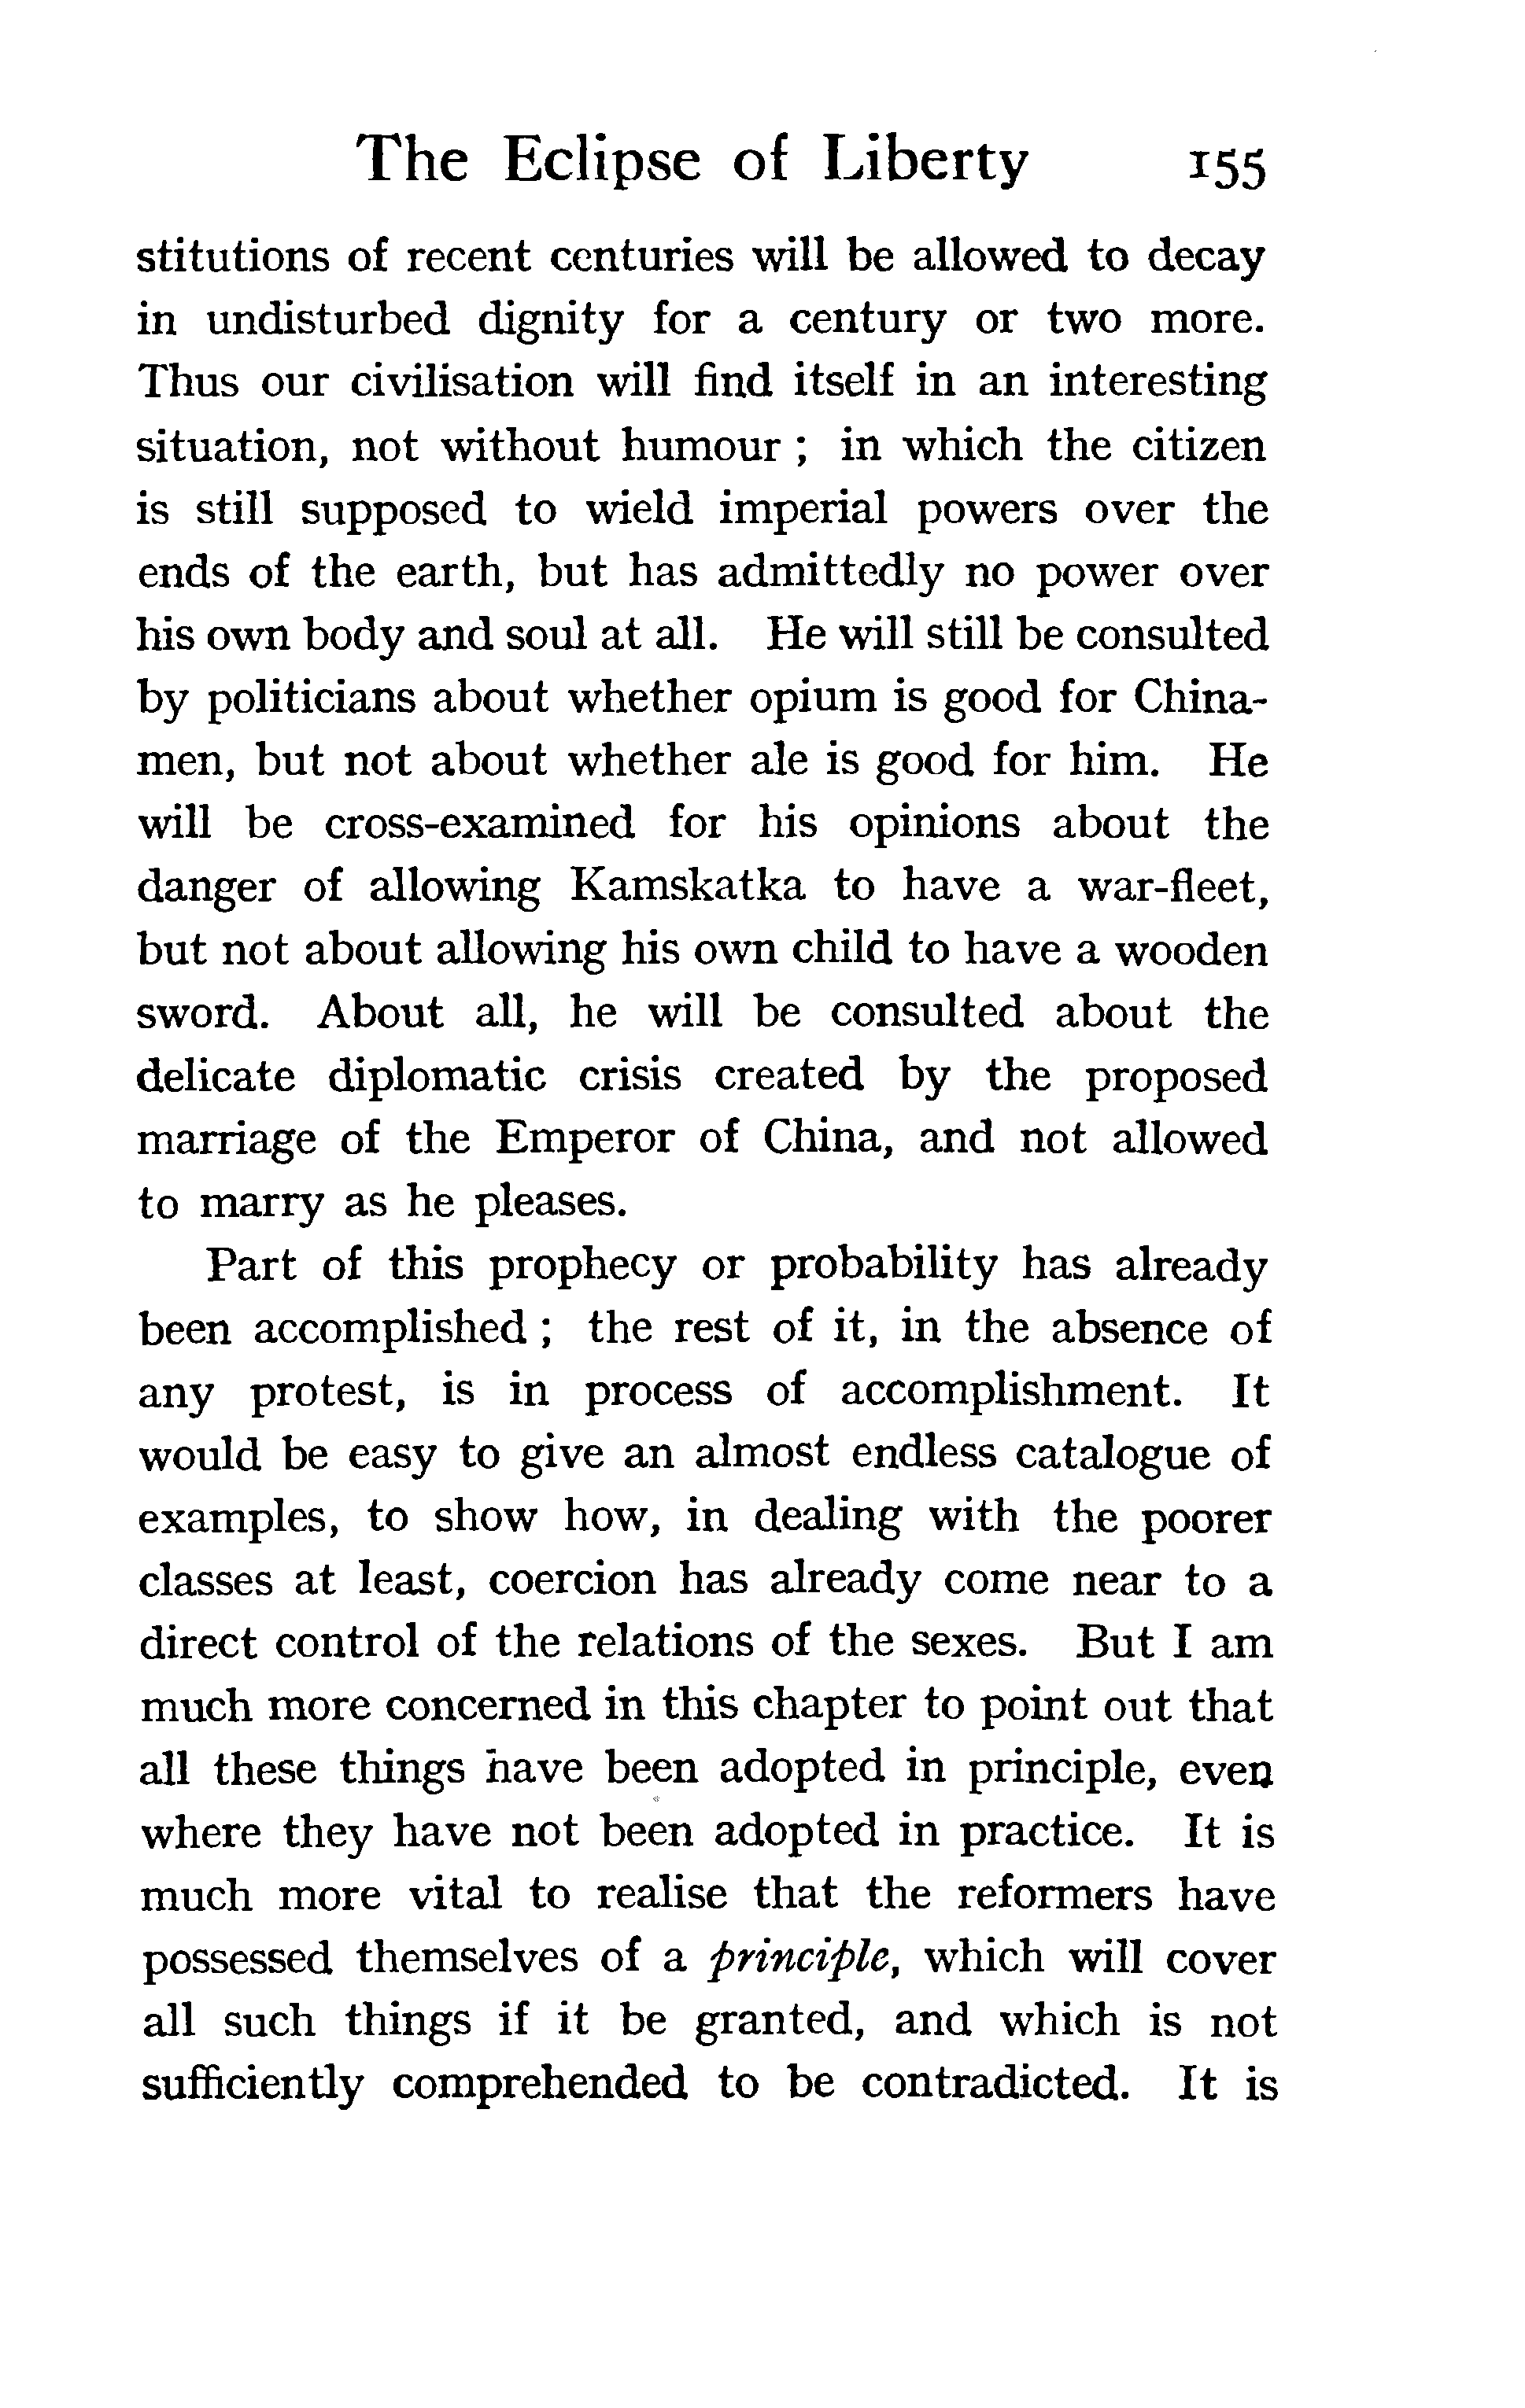 The Eclipse of Liberty 155
stitutions of recent centuries will be allowed to decay
in undisturbed dignity for a century or two more.
Thus our civilisation will find itself in an interesting
situation, not without humour ; in which the citizen
is still supposed to wield imperial powers over the
ends of the earth, but has admittedly no power over
his own body and soul at all. He will still be consulted
by politicians about whether opium is good for China-
men, but not about whether ale is good for him. He
will be cross-examined for his opinions about the
danger of allowing Kamskatka to have a war-fleet,
but not about allowing his own child to have a wooden
sword. About all, he will be consulted about the
delicate diplomatic crisis created by the proposed
marriage of the Emperor of China, and not allowed
to marry as he pleases.
Part of this prophecy or probability has already
been accomplished ; the rest of it, in the absence of
any protest, is in process of accomplishment. It
would be easy to give an almost endless catalogue of
examples, to show how, in dealing with the poorer
classes at least, coercion has already come near to a
direct control of the relations of the sexes. But I am
much more concerned in this chapter to point out that
all these things have been adopted in principle, even
where they have not been adopted in practice. It is
much more vital to realise that the reformers have
possessed themselves of a principle, which will cover
all such things if it be granted, and which is not
sufficiently comprehended to be contradicted. It is